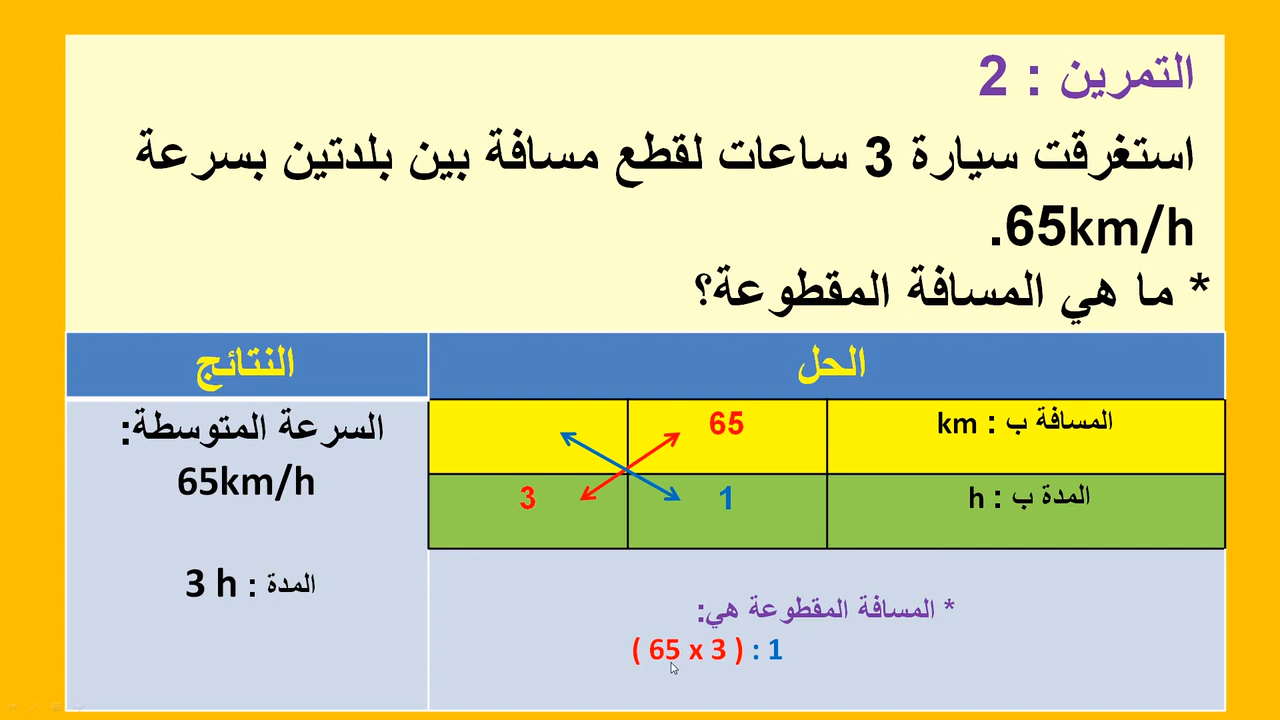 التمرين : 2
استغرقت سيارة 3 ساعات لقطع مسافة بين بلدتين بسرعة
65km/h.
* ما هي المسافة المقطوعة؟
الحل
النتائج
المسافة ب : km
65
المدة ب : h
1
3
السرعة المتوسطة:
65km/h
المدة : 3 h
* المسافة المقطوعة هي:
( 65 x 3 ) : 1